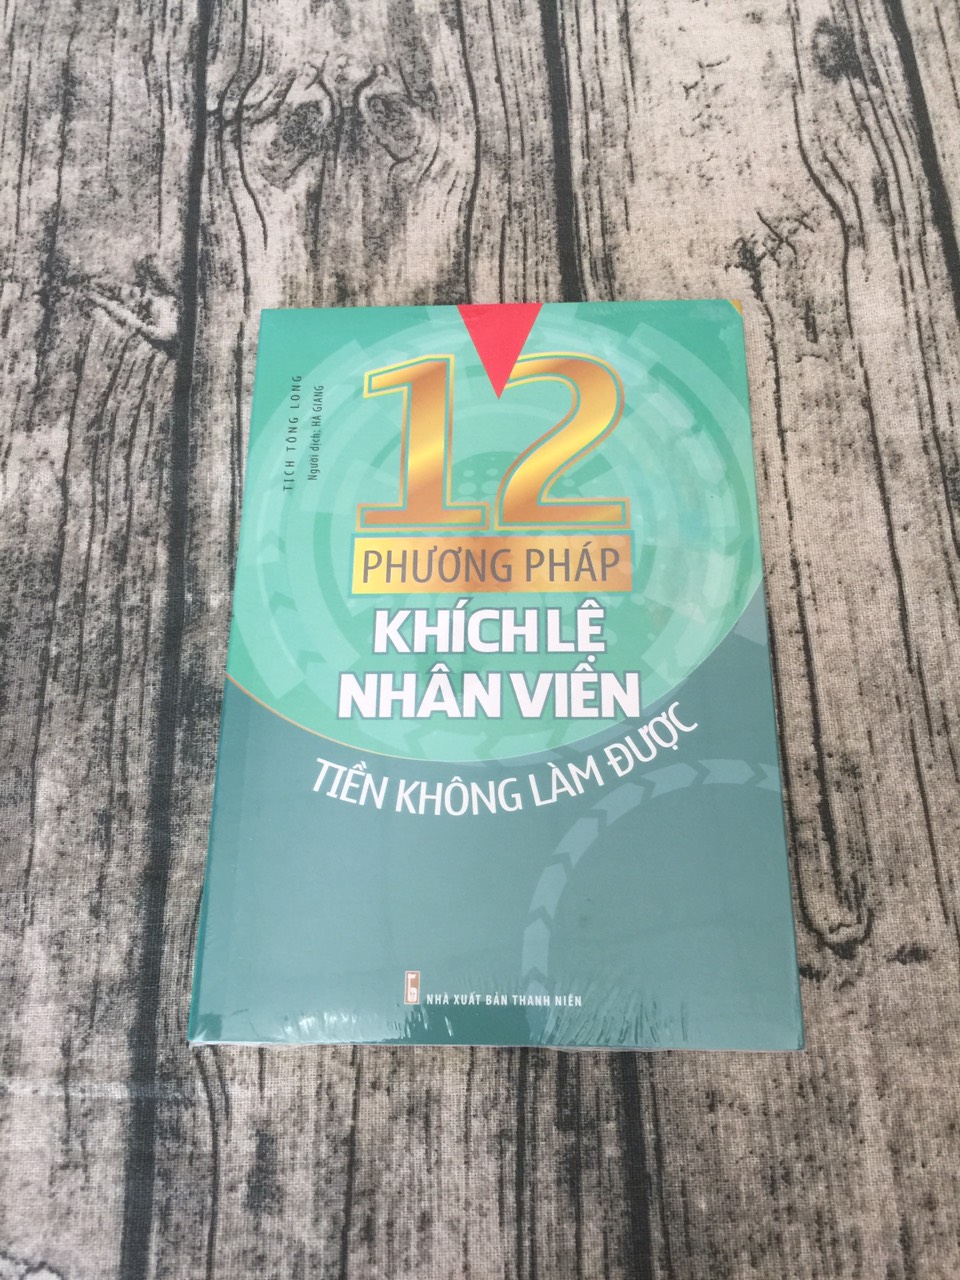 TỊCH TÔNG LONG
Người dịch: HÀ GIANG
12
PHƯƠNG PHÁP
KHÍCH LỆ
NHÂN VIÊN
TIỀN KHÔNG LÀM ĐƯỢC
NHÀ XUẤT BẢN THANH NIÊN